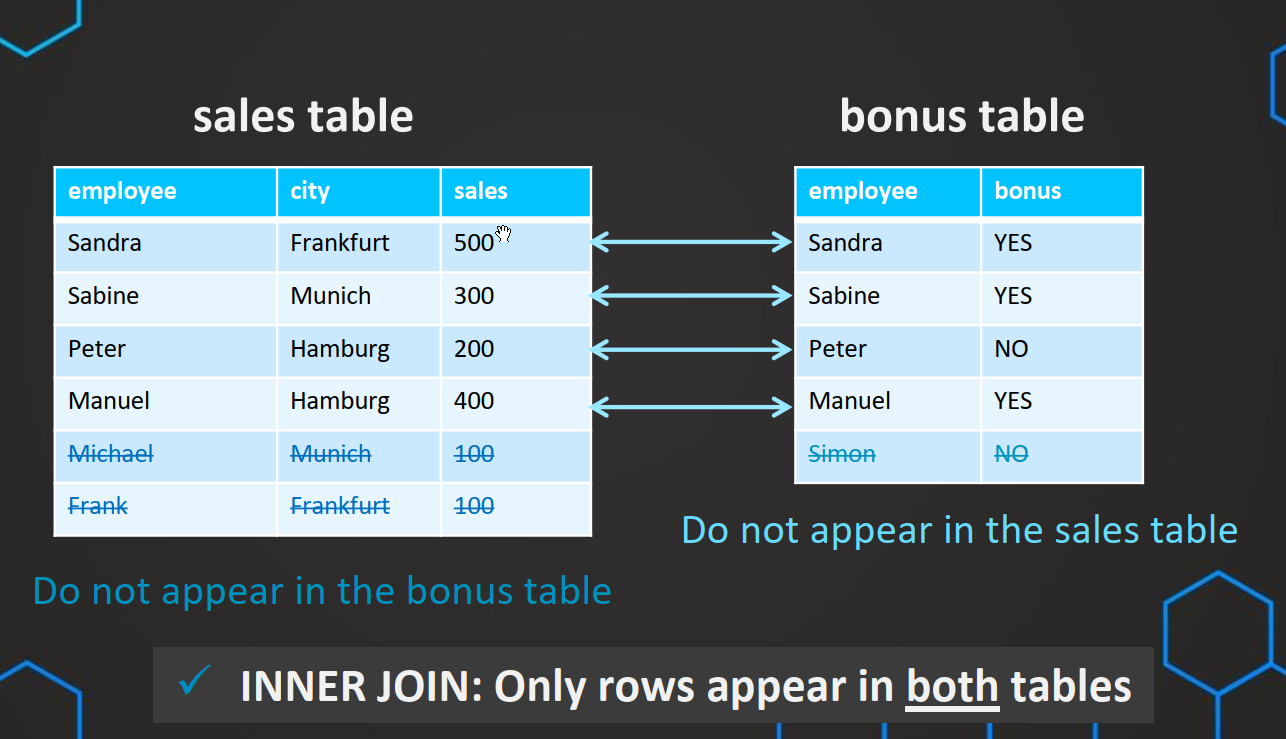 sales table
employee city sales
Sandra Frankfurt 500
Sabine Munich 300
Peter Hamburg 200
Manuel Hamburg 400
Michael Munich 100
Frank Frankfurt 100
Do not appear in the bonus table
bonus table
employee bonus
Sandra YES
Sabine YES
Peter NO
Manuel YES
Simon NO
Do not appear in the sales table
✓ INNER JOIN: Only rows appear in both tables